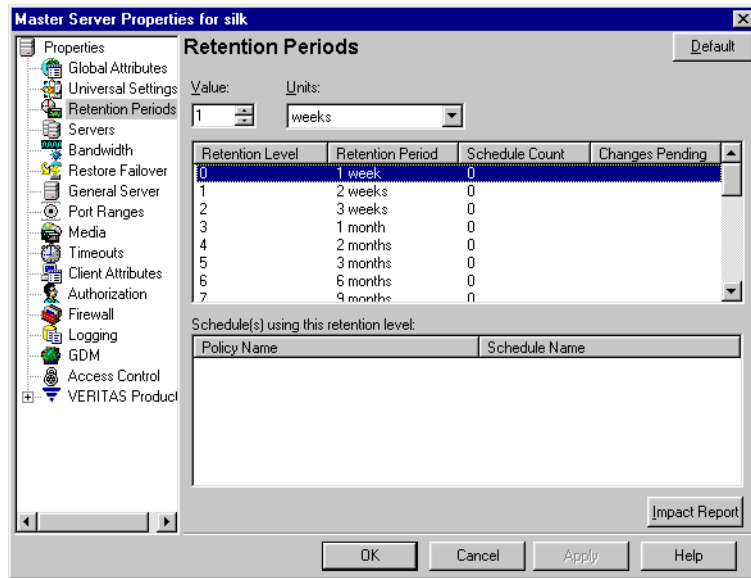 Master Server Properties for silk
Properties
Global Attributes
Universal Settings
Retention Periods
Servers
Bandwidth
Restore Failover
General Server
Port Ranges
Media
Timeouts
Client Attributes
Authorization
Firewall
Logging
GDM
Access Control
VERITAS Product
Retention Periods
Default
Value: Units:
1 weeks
Retention Level Retention Period Schedule Count Changes Pending
0 1 week 0
1 2 weeks 0
2 3 weeks 0
3 1 month 0
4 2 months 0
5 3 months 0
6 6 months 0
7 9 months 0
Schedule(s) using this retention level:
Policy Name Schedule Name
Impact Report
OK Cancel Apply Help